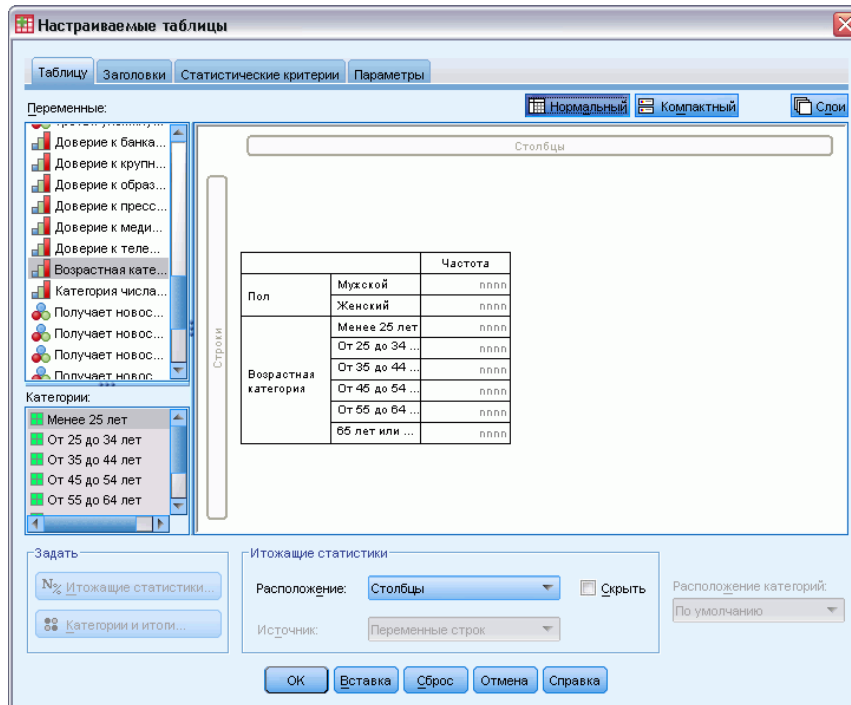 Настраиваемые таблицы
Таблицу Заголовки Статистические критерии Параметры
Переменные:
Нормальный Компактный Слои
Доверие к банка...
Доверие к крупн...
Доверие к образ...
Доверие к пресс...
Доверие к меди...
Доверие к теле...
Возрастная кате...
Категория числа...
Получает новос...
Получает новос...
Получает новос...
Получает новос
Категории:
Менее 25 лет
От 25 до 34 лет
От 35 до 44 лет
От 45 до 54 лет
От 55 до 64 лет
Столбцы
Строки
Частота
Пол
Мужской nnnn
Женский nnnn
Возрастная категория
Менее 25 лет nnnn
От 25 до 34 ... nnnn
От 35 до 44 ... nnnn
От 45 до 54 ... nnnn
От 55 до 64 ... nnnn
65 лет или ... nnnn
Задать
N% Итожащие статистики...
Категории и итоги...
Итожащие статистики
Расположение: Столбцы Скрыть
Источник: Переменные строк
Расположение категорий:
По умолчанию
OK Вставка Сброс Отмена Справка